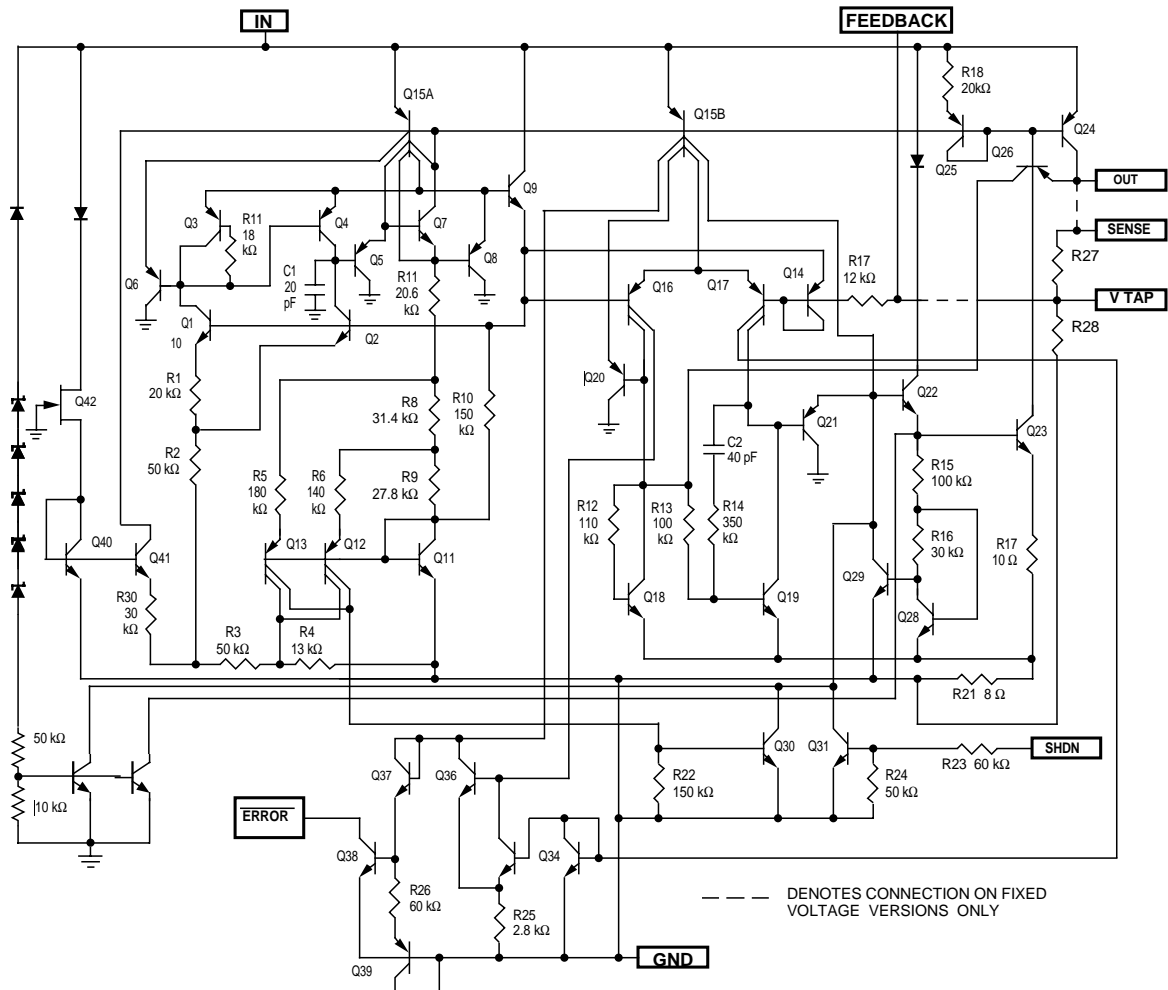 IN
FEEDBACK
R18
20kΩ
Q15A
Q15B
Q24
Q26
Q25
OUT
Q9
Q3
R11
18
kΩ
Q4
Q7
SENSE
Q6
C1
20
pF
Q5
Q8
R11
20.6
kΩ
Q16
Q17
Q14
R17
12 kΩ
R27
V TAP
R28
Q1
10
Q2
R1
20 kΩ
Q42
R8
31.4 kΩ
R10
150
kΩ
Q20
Q21
Q22
Q23
R2
50 kΩ
R5
180
kΩ
R6
140
kΩ
R9
27.8 kΩ
C2
40 pF
R15
100 kΩ
R12
110
kΩ
R13
100
kΩ
R14
350
kΩ
R16
30 kΩ
R17
10 Ω
Q40
Q41
Q13
Q12
Q11
Q29
Q28
R30
30
kΩ
Q18
Q19
R3
50 kΩ
R4
13 kΩ
R21 8 Ω
50 kΩ
10 kΩ
Q37
Q36
Q30
Q31
R22
150 kΩ
R24
50 kΩ
R23 60 kΩ
SHDN
ERROR
Q38
Q34
R26
60 kΩ
R25
2.8 kΩ
DENOTES CONNECTION ON FIXED
VOLTAGE VERSIONS ONLY
Q39
GND